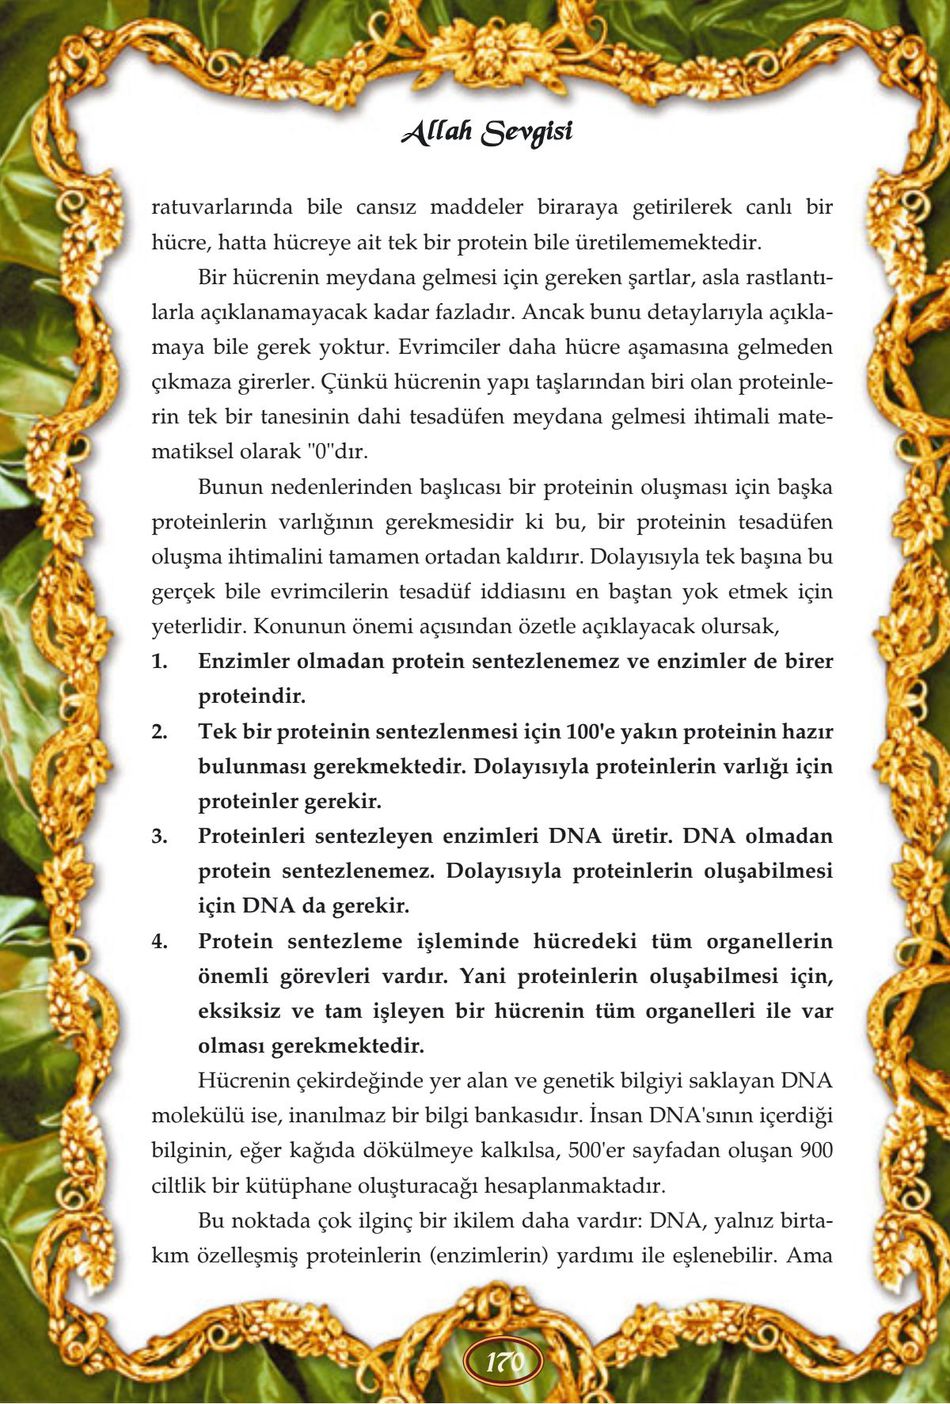 Allah Sevgisi
ratuvarlarında bile cansız maddeler biraraya getirilerek canlı bir
hücre, hatta hücreye ait tek bir protein bile üretilememektedir.
Bir hücrenin meydana gelmesi için gereken şartlar, asla rastlantı-
larla açıklanamayacak kadar fazladır. Ancak bunu detaylarıyla açıkla-
maya bile gerek yoktur. Evrimciler daha hücre aşamasına gelmeden
çıkmaza girerler. Çünkü hücrenin yapı taşlarından biri olan proteinle-
rin tek bir tanesinin dahi tesadüfen meydana gelmesi ihtimali mate-
matiksel olarak "0"dır.
Bunun nedenlerinden başlıcası bir proteinin oluşması için başka
proteinlerin varlığının gerekmesidir ki bu, bir proteinin tesadüfen
oluşma ihtimalini tamamen ortadan kaldırır. Dolayısıyla tek başına bu
gerçek bile evrimcilerin tesadüf iddiasını en baştan yok etmek için
yeterlidir. Konunun önemi açısından özetle açıklayacak olursak,
1. Enzimler olmadan protein sentezlenemez ve enzimler de birer
proteindir.
2. Tek bir proteinin sentezlenmesi için 100'e yakın proteinin hazır
bulunması gerekmektedir. Dolayısıyla proteinlerin varlığı için
proteinler gerekir.
3. Proteinleri sentezleyen enzimleri DNA üretir. DNA olmadan
protein sentezlenemez. Dolayısıyla proteinlerin oluşabilmesi
için DNA da gerekir.
4. Protein sentezleme işleminde hücredeki tüm organellerin
önemli görevleri vardır. Yani proteinlerin oluşabilmesi için,
eksiksiz ve tam işleyen bir hücrenin tüm organelleri ile var
olması gerekmektedir.
Hücrenin çekirdeğinde yer alan ve genetik bilgiyi saklayan DNA
molekülü ise, inanılmaz bir bilgi bankasıdır. İnsan DNA'sının içerdiği
bilginin, eğer kağıda dökülmeye kalkılsa, 500'er sayfadan oluşan 900
ciltlik bir kütüphane oluşturacağı hesaplanmaktadır.
Bu noktada çok ilginç bir ikilem daha vardır: DNA, yalnız birta-
kım özelleşmiş proteinlerin (enzimlerin) yardımı ile eşlenebilir. Ama
170